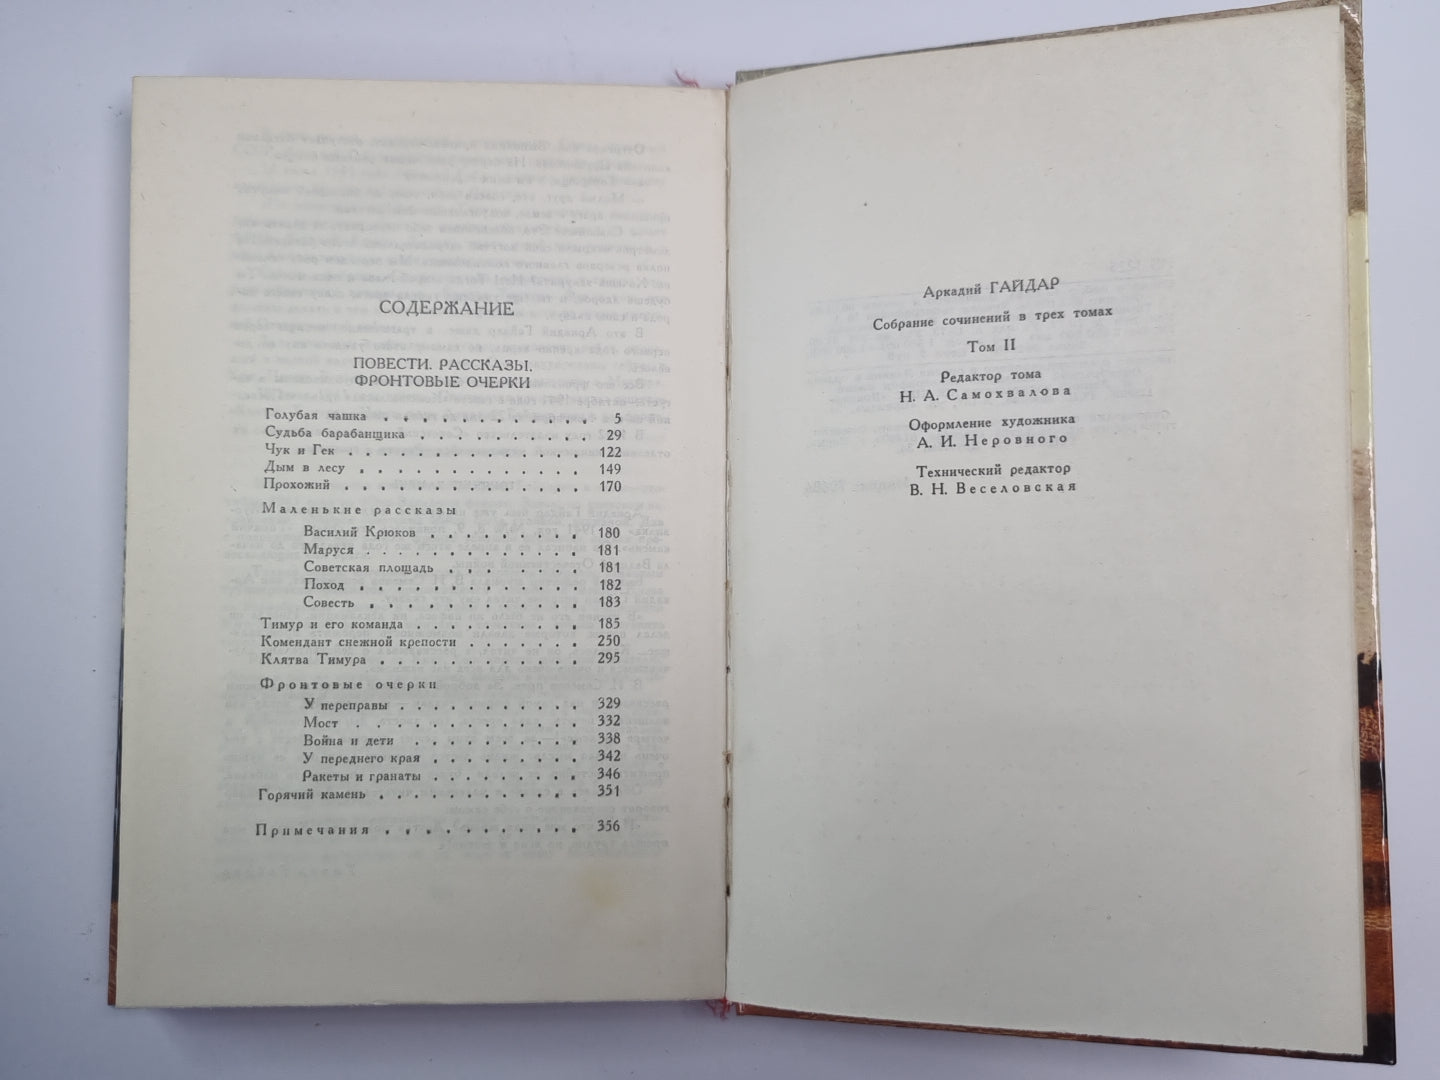 СОДЕРЖАНИЕ
ПОВЕСТИ. РАССКАЗЫ.
ФРОНТОВЫЕ ОЧЕРКИ
Голубая чашка . . . . . . . . . . . . 5
Судьба барабанщика . . . . . . . . . . 29
Чук и Гек . . . . . . . . . . . . . 122
Дым в лесу . . . . . . . . . . . . 149
Прохожий . . . . . . . . . . . . . 170
Маленькие рассказы
Василий Крюков . . . . . . . . . . 180
Маруся . . . . . . . . . . . . 181
Советская площадь . . . . . . . . . 181
Поход . . . . . . . . . . . . . 182
Совесть . . . . . . . . . . . . 183
Тимур и его команда . . . . . . . . . . 185
Комендант снежной крепости . . . . . . . 250
Клятва Тимура . . . . . . . . . . . 295
Фронтовые очерки
У переправы . . . . . . . . . . . 329
Мост . . . . . . . . . . . . . 332
Война и дети . . . . . . . . . . 338
У переднего края . . . . . . . . . 342
Ракеты и гранаты . . . . . . . . . 346
Горячий камень . . . . . . . . . . . 351
Примечания . . . . . . . . . . 356
Аркадий ГАЙДАР
Собрание сочинений в трех томах
Том II
Редактор тома
Н. А. Самохвалова
Оформление художника
А. И. Неровного
Технический редактор
В. Н. Веселовская